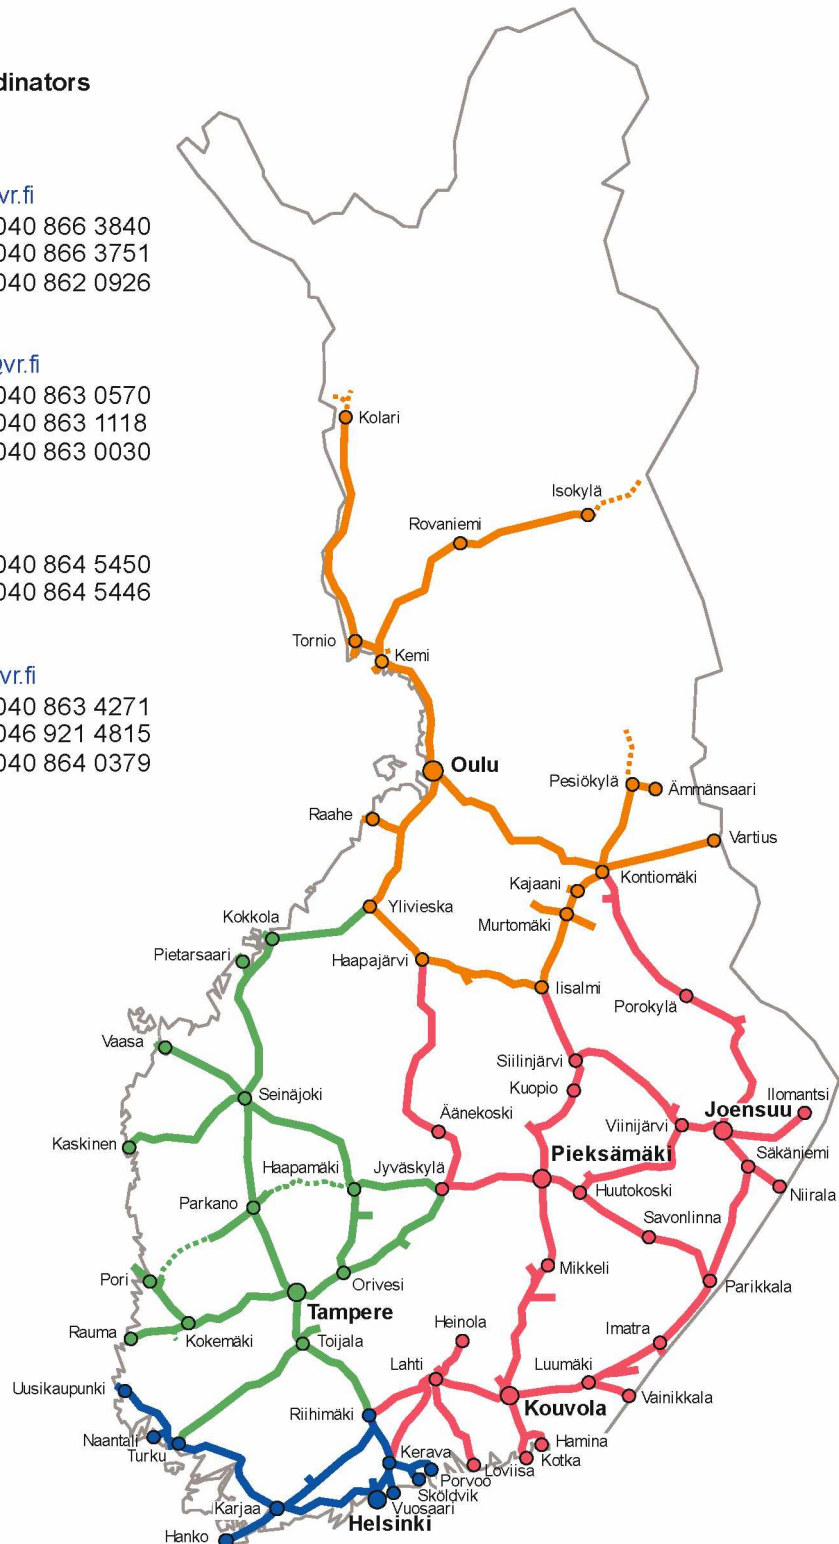 dinators
vr.fi
040 866 3840
040 866 3751
040 862 0926
vr.fi
040 863 0570
040 863 1118
040 863 0030
040 864 5450
040 864 5446
vr.fi
040 863 4271
046 921 4815
040 864 0379
Kolari
Isokylä
Rovaniemi
Tornio
Kemi
Oulu
Pesiökylä
Ämmänsaari
Raahe
Vartius
Kontiomäki
Kajaani
Ylivieska
Murtomäki
Kokkola
Pietarsaari
Haapajärvi
Iisalmi
Porokylä
Vaasa
Siilinjärvi
Kuopio
Seinäjoki
Ilomantsi
Äänekoski
Joensuu
Viinijärvi
Kaskinen
Pieksämäki
Säkäniemi
Haapamäki
Jyväskylä
Huutokoski
Niirala
Parkano
Savonlinna
Mikkeli
Pori
Orivesi
Parikkala
Tampere
Rauma
Kokemäki
Toijala
Heinola
Imatra
Lahti
Luumäki
Uusikaupunki
Vainikkala
Riihimäki
Kouvola
Naantali
Turku
Hamina
Kotka
Kerava
Loviisa
Porvoo
Sköldvik
Karjaa
Vuosaari
Helsinki
Hanko